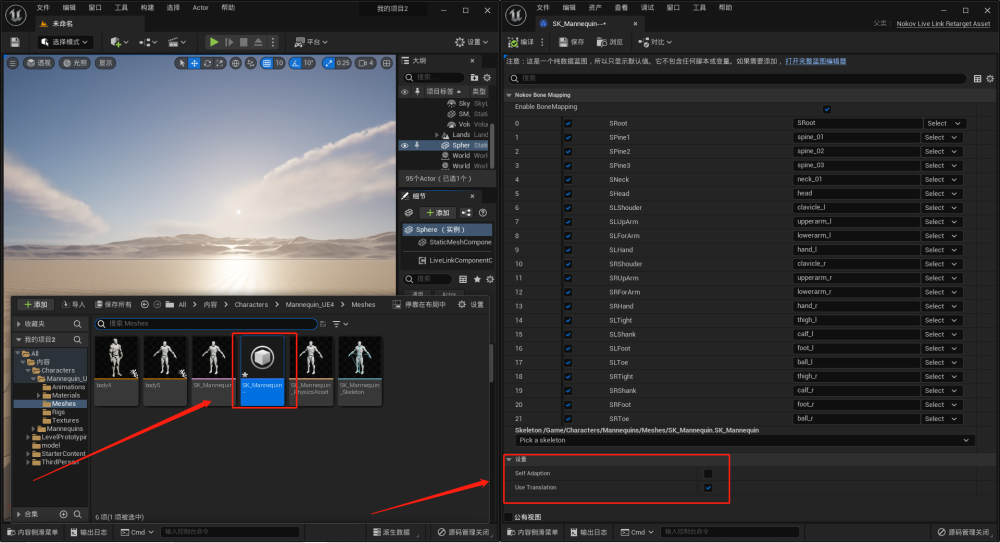 文件 编辑 窗口 工具 构建 选择 Actor 帮助
我的项目2
未命名
选择模式
平台
设置
透视 光照 显示
10 10° 0.25 4
大纲
搜索...
项目标签 类型
Sky SkyL
SM_ Stati
Volu Volu
Lands Land
Spher Stati
World Worl
World Worl
95个Actor（已选1个）
细节
添加
Sphere （实例）
StaticMeshCompone
LiveLinkComponentC
搜索
Actor
添加 导入 保存所有 All 内容 Characters Mannequin_UE4 Meshes 停靠在布局中 设置
收藏夹
我的项目2
All
内容
Characters
Mannequin_U
Animations
Materials
Meshes
Rigs
Textures
Mannequins
LevelPrototypin
model
StarterContent
ThirdPerson
合集
搜索 Meshes
body4
body5
SK_Mannequin
SK_Mannequin--
SK_Mannequin_PhysicsAsset
SK_Mannequin_Skeleton
6 项(1 项被选中)
内容侧滑菜单 输出日志 Cmd 输入控制台命令 派生数据 源码管理关闭
文件 编辑 资产 查看 调试 窗口 工具 帮助
SK_Mannequin--•
父类： Nokov Live Link Retarget Asset
编译 保存 浏览 对比
注意：这是一个纯数据蓝图，所以只显示默认值。它不包含任何脚本或变量。如果需要添加，打开完整蓝图编辑器
搜索
Nokov Bone Mapping
Enable BoneMapping
0 SRoot SRoot Select
1 SPine1 spine_01 Select
2 SPine2 spine_02 Select
3 SPine3 spine_03 Select
4 SNeck neck_01 Select
5 SHead head Select
6 SLShouder clavicle_l Select
7 SLUpArm upperarm_l Select
8 SLForArm lowerarm_l Select
9 SLHand hand_l Select
10 SRShouder clavicle_r Select
11 SRUpArm upperarm_r Select
12 SRForArm lowerarm_r Select
13 SRHand hand_r Select
14 SLTight thigh_l Select
15 SLShank calf_l Select
16 SLFoot foot_l Select
17 SLToe ball_l Select
18 SRTight thigh_r Select
19 SRShank calf_r Select
20 SRFoot foot_r Select
21 SRToe ball_r Select
Skeleton /Game/Characters/Mannequins/Meshes/SK_Mannequin.SK_Mannequin
Pick a skeleton
设置
Self Adaption
Use Translation
公有视图
内容侧滑菜单 输出日志 Cmd 输入控制台命令 源码管理关闭